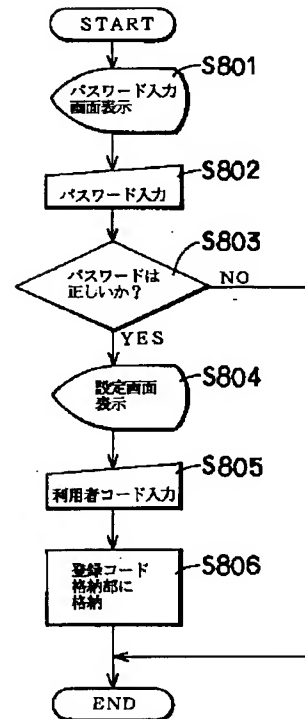 START
S801
パスワード入力
画面表示
S802
パスワード入力
S803
パスワードは
正しいか?
NO
YES
S804
設定画面
表示
S805
利用者コード入力
S806
登録コード
格納部に
格納
END